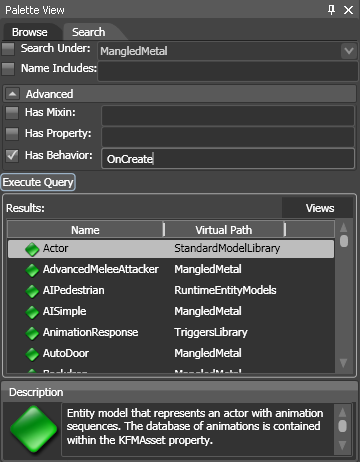 Palette View
Browse Search
Search Under: MangledMetal
Name Includes:
Advanced
Has Mixin:
Has Property:
Has Behavior: OnCreate
Execute Query
Results: Views
Name Virtual Path
Actor StandardModelLibrary
AdvancedMeleeAttacker MangledMetal
AIPedestrian RuntimeEntityModels
AISimple MangledMetal
AnimationResponse TriggersLibrary
AutoDoor MangledMetal
MangledMetal
Description
Entity model that represents an actor with animation
sequences. The database of animations is contained
within the KFMAsset property.